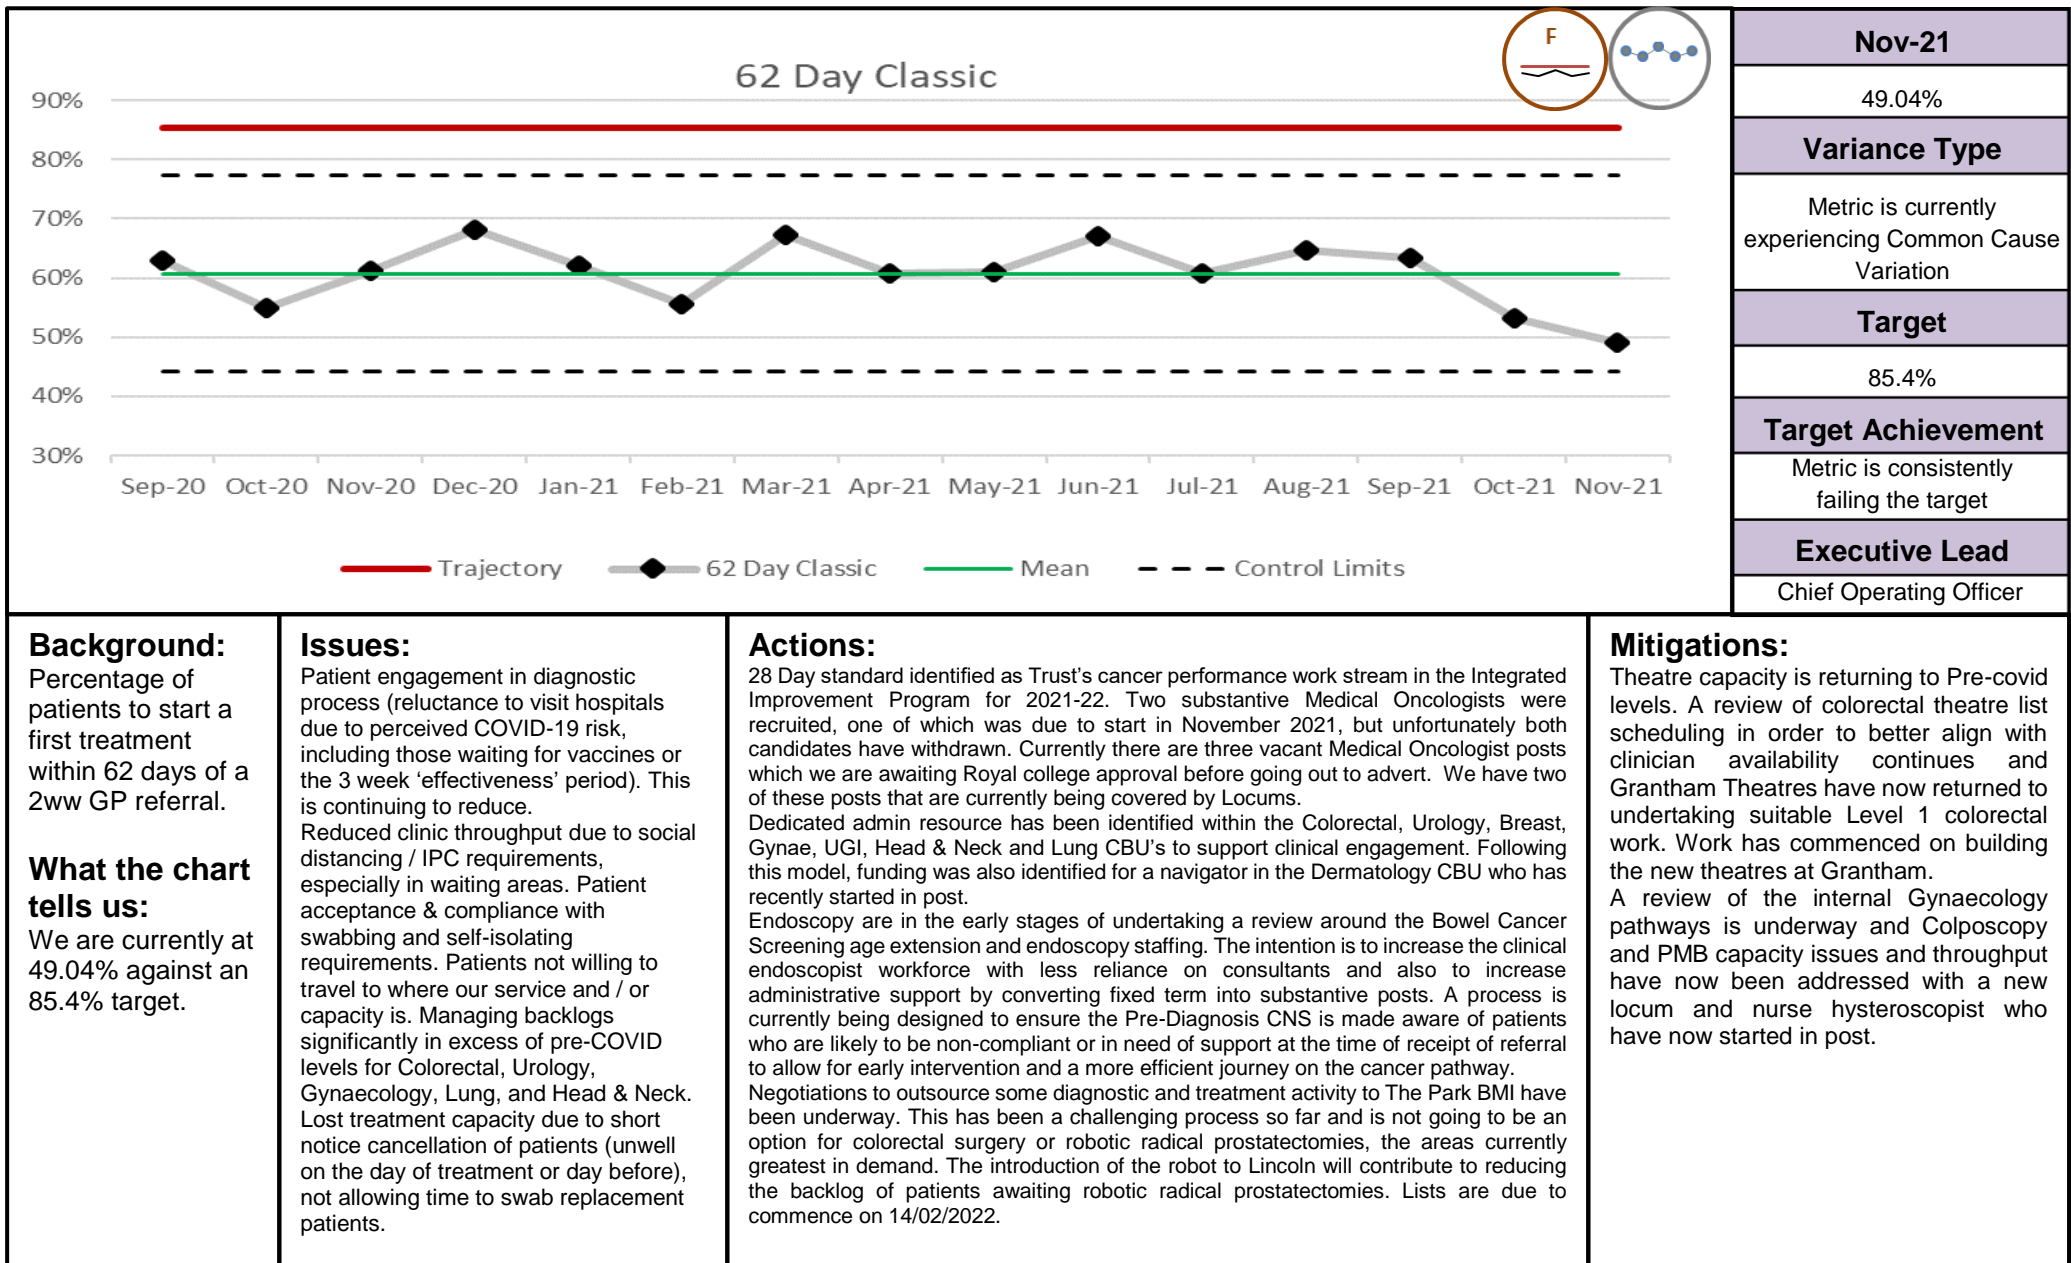 F
62 Day Classic
90%
80%
70%
60%
50%
40%
30%
Sep-20 Oct-20 Nov-20 Dec-20 Jan-21 Feb-21 Mar-21 Apr-21 May-21 Jun-21 Jul-21 Aug-21 Sep-21 Oct-21 Nov-21
Trajectory 62 Day Classic Mean Control Limits
Nov-21
49.04%
Variance Type
Metric is currently
experiencing Common Cause
Variation
Target
85.4%
Target Achievement
Metric is consistently
failing the target
Executive Lead
Chief Operating Officer
Background:
Percentage of
patients to start a
first treatment
within 62 days of a
2ww GP referral.
What the chart
tells us:
We are currently at
49.04% against an
85.4% target.
Issues:
Patient engagement in diagnostic
process (reluctance to visit hospitals
due to perceived COVID-19 risk,
including those waiting for vaccines or
the 3 week ‘effectiveness’ period). This
is continuing to reduce.
Reduced clinic throughput due to social
distancing / IPC requirements,
especially in waiting areas. Patient
acceptance & compliance with
swabbing and self-isolating
requirements. Patients not willing to
travel to where our service and / or
capacity is. Managing backlogs
significantly in excess of pre-COVID
levels for Colorectal, Urology,
Gynaecology, Lung, and Head & Neck.
Lost treatment capacity due to short
notice cancellation of patients (unwell
on the day of treatment or day before),
not allowing time to swab replacement
patients.
Actions:
28 Day standard identified as Trust’s cancer performance work stream in the Integrated
Improvement Program for 2021-22. Two substantive Medical Oncologists were
recruited, one of which was due to start in November 2021, but unfortunately both
candidates have withdrawn. Currently there are three vacant Medical Oncologist posts
which we are awaiting Royal college approval before going out to advert. We have two
of these posts that are currently being covered by Locums.
Dedicated admin resource has been identified within the Colorectal, Urology, Breast,
Gynae, UGI, Head & Neck and Lung CBU’s to support clinical engagement. Following
this model, funding was also identified for a navigator in the Dermatology CBU who has
recently started in post.
Endoscopy are in the early stages of undertaking a review around the Bowel Cancer
Screening age extension and endoscopy staffing. The intention is to increase the clinical
endoscopist workforce with less reliance on consultants and also to increase
administrative support by converting fixed term into substantive posts. A process is
currently being designed to ensure the Pre-Diagnosis CNS is made aware of patients
who are likely to be non-compliant or in need of support at the time of receipt of referral
to allow for early intervention and a more efficient journey on the cancer pathway.
Negotiations to outsource some diagnostic and treatment activity to The Park BMI have
been underway. This has been a challenging process so far and is not going to be an
option for colorectal surgery or robotic radical prostatectomies, the areas currently
greatest in demand. The introduction of the robot to Lincoln will contribute to reducing
the backlog of patients awaiting robotic radical prostatectomies. Lists are due to
commence on 14/02/2022.
Mitigations:
Theatre capacity is returning to Pre-covid
levels. A review of colorectal theatre list
scheduling in order to better align with
clinician availability continues and
Grantham Theatres have now returned to
undertaking suitable Level 1 colorectal
work. Work has commenced on building
the new theatres at Grantham.
A review of the internal Gynaecology
pathways is underway and Colposcopy
and PMB capacity issues and throughput
have now been addressed with a new
locum and nurse hysteroscopist who
have now started in post.